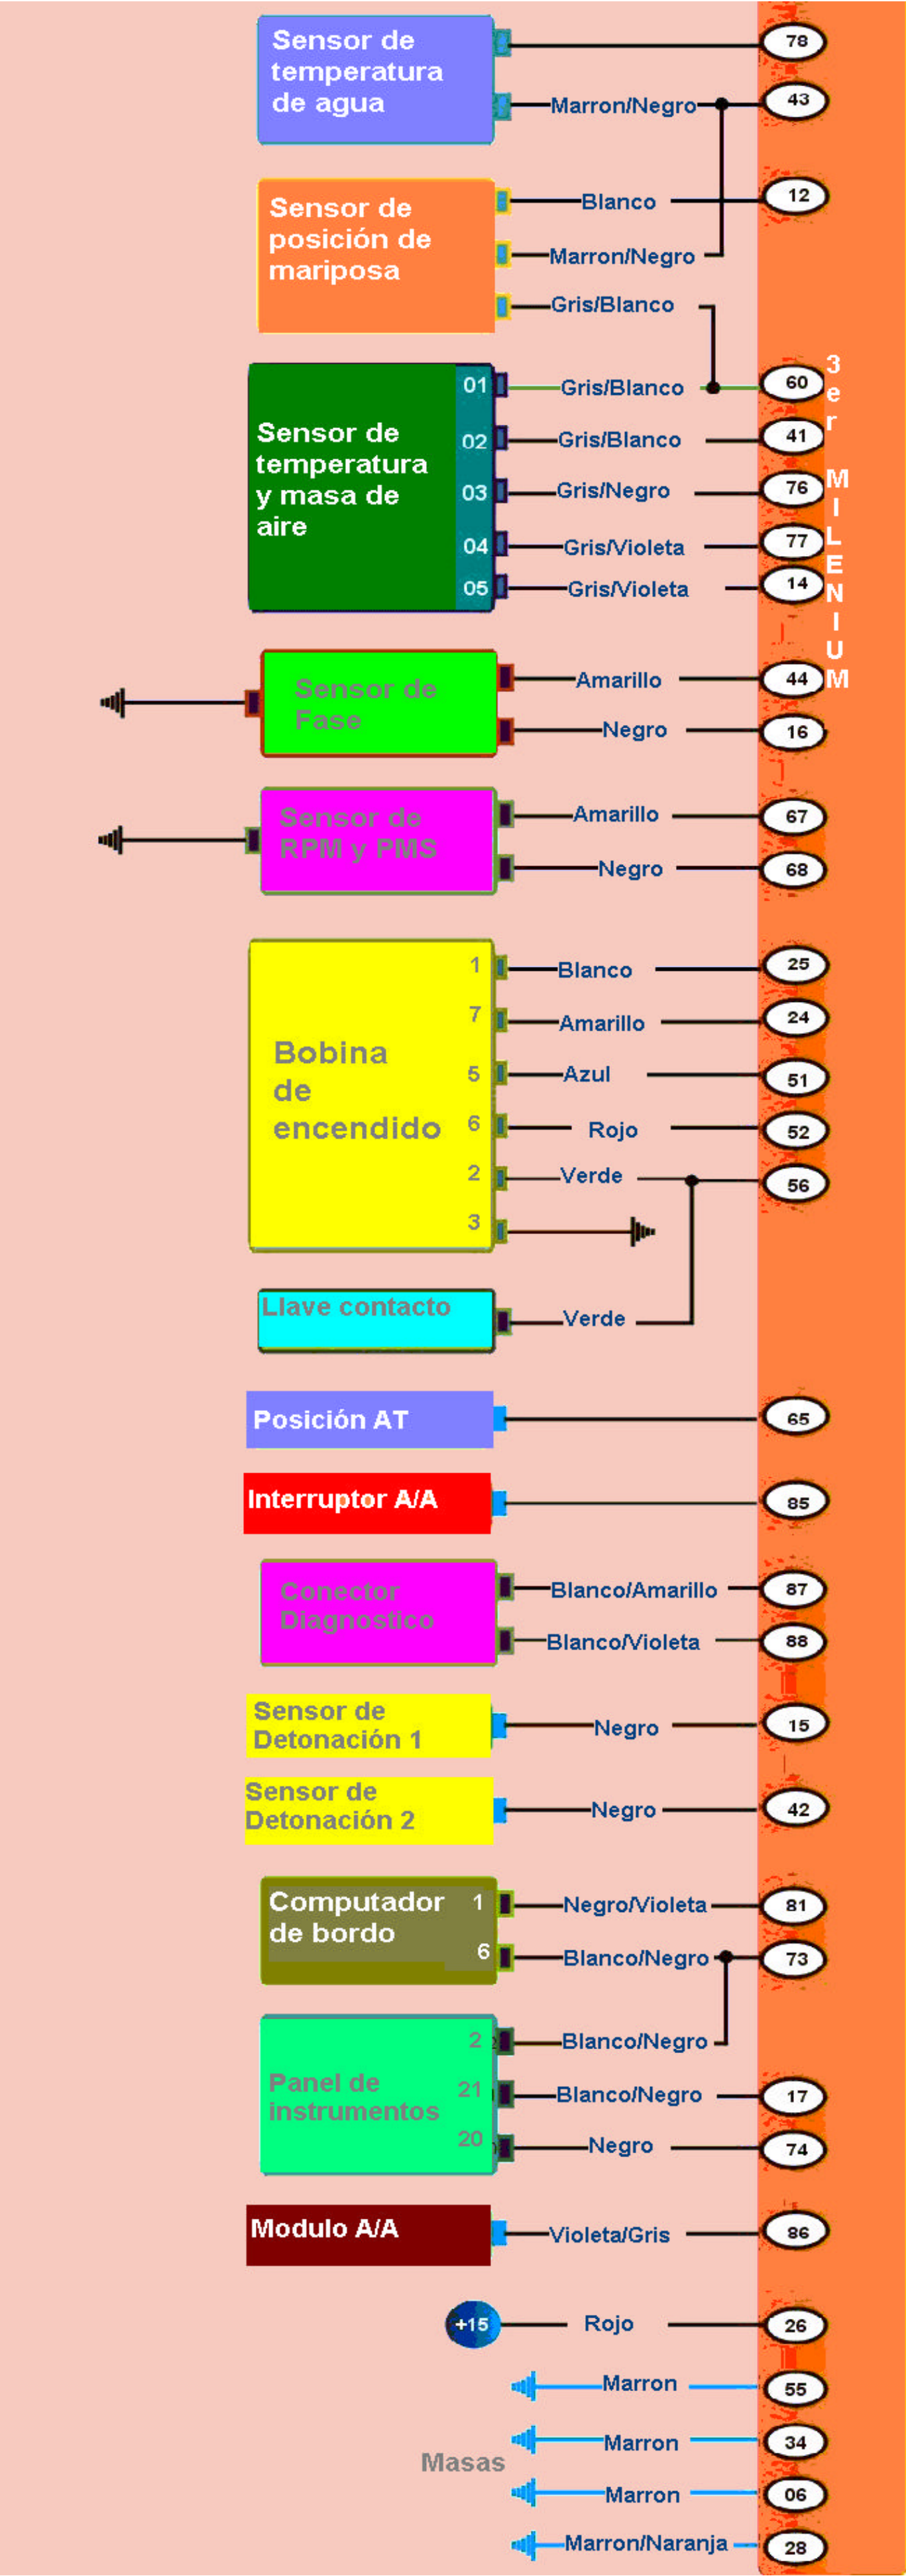 Sensor de
temperatura
de agua
78
Marron/Negro
43
Sensor de
posición de
mariposa
Blanco
12
Marron/Negro
Gris/Blanco
Sensor de
temperatura
y masa de
aire
01
Gris/Blanco
60
02
Gris/Blanco
41
03
Gris/Negro
76
04
Gris/Violeta
77
05
Gris/Violeta
14
3er MILENIUM
Sensor de
Fase
Amarillo
44
Negro
16
Sensor de
RPM y PMS
Amarillo
67
Negro
68
Bobina
de
encendido
1
Blanco
25
7
Amarillo
24
5
Azul
51
6
Rojo
52
2
Verde
56
3
Llave contacto
Verde
Posición AT
65
Interruptor A/A
85
Conector
Diagnostico
Blanco/Amarillo
87
Blanco/Violeta
88
Sensor de
Detonación 1
Negro
15
Sensor de
Detonación 2
Negro
42
Computador
de bordo
1
Negro/Violeta
81
6
Blanco/Negro
73
Panel de
instrumentos
2
Blanco/Negro
21
Blanco/Negro
17
20
Negro
74
Modulo A/A
Violeta/Gris
86
+15
Rojo
26
Masas
Marron
55
Marron
34
Marron
06
Marron/Naranja
28